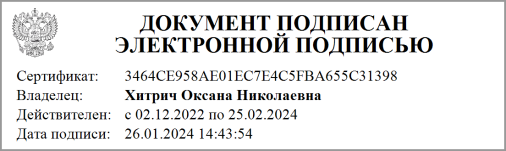 ДОКУМЕНТ ПОДПИСАН
ЭЛЕКТРОННОЙ ПОДПИСЬЮ
Сертификат: 3464CE958AE01EC7E4C5FBA655C31398
Владелец: Хитрич Оксана Николаевна
Действителен: с 02.12.2022 по 25.02.2024
Дата подписи: 26.01.2024 14:43:54